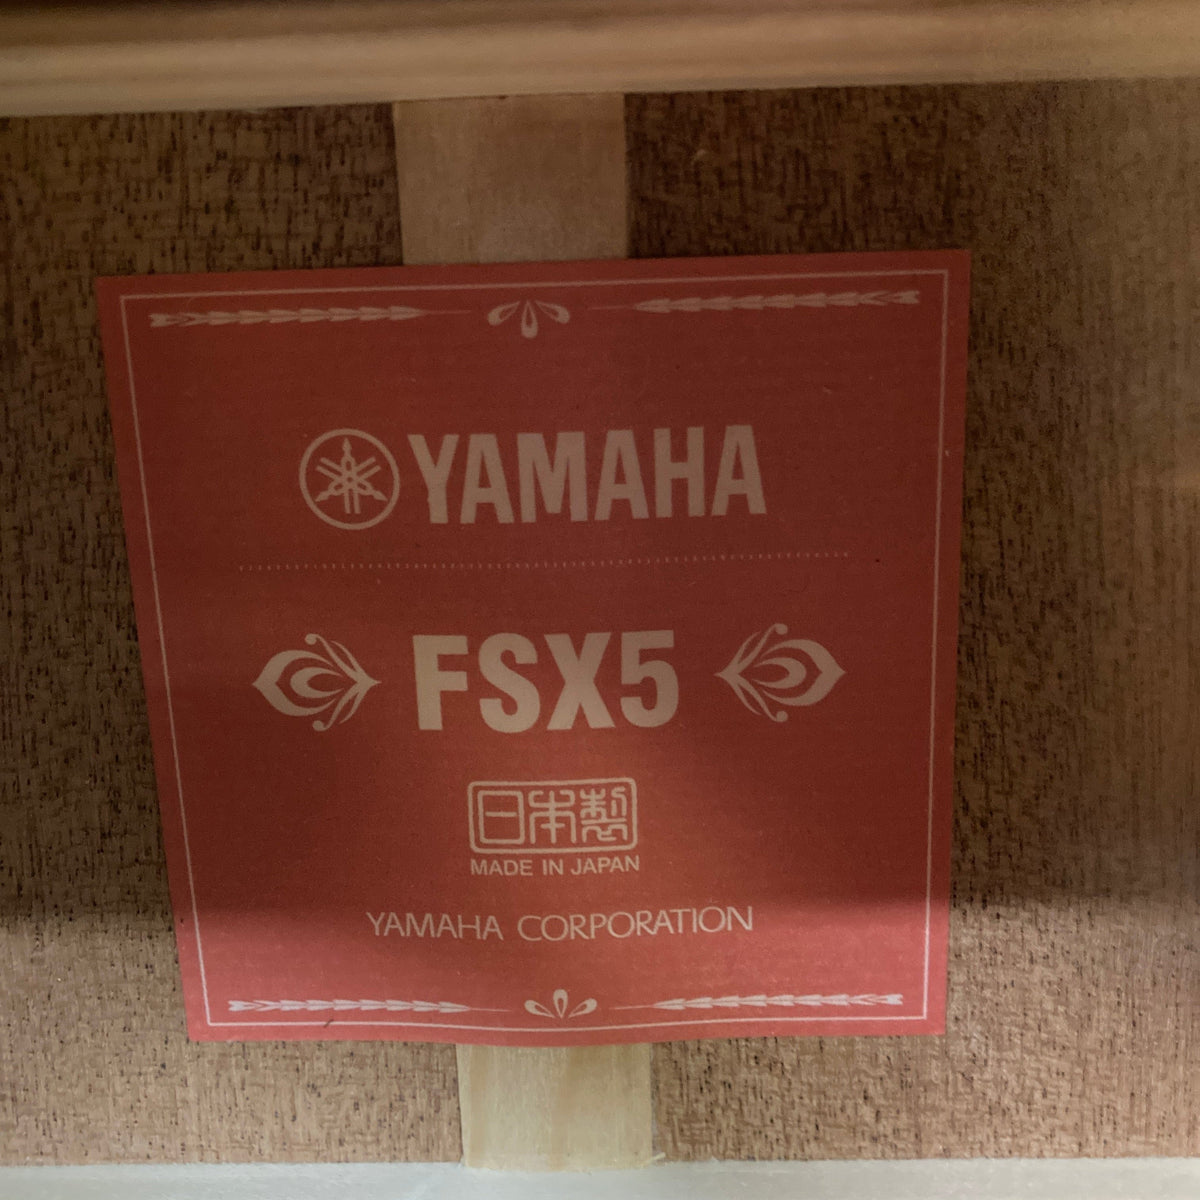 YAMAHA
FSX5
日本製
MADE IN JAPAN
YAMAHA CORPORATION